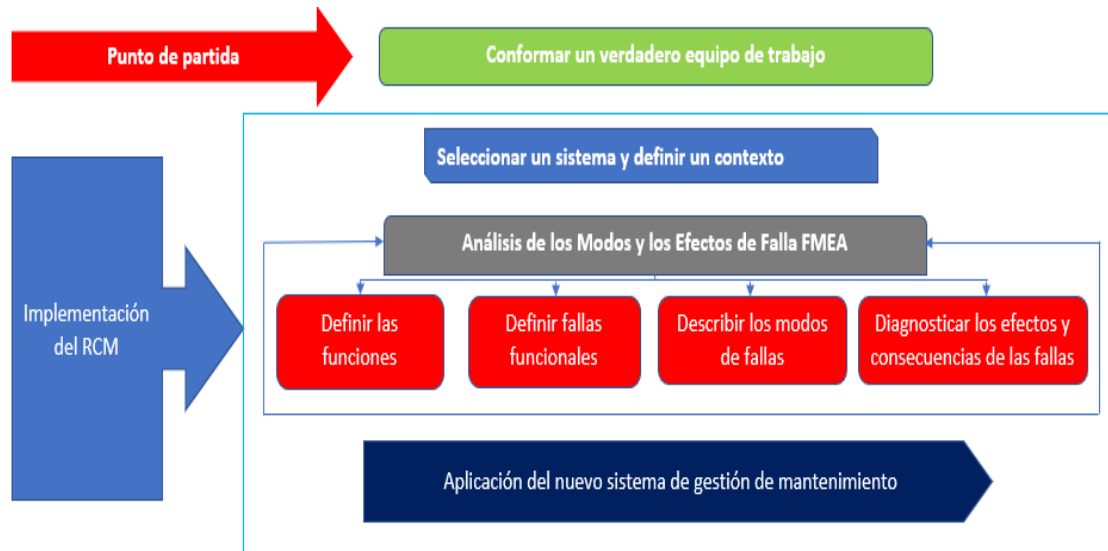 Punto de partida
Conformar un verdadero equipo de trabajo
Seleccionar un sistema y definir un contexto
Análisis de los Modos y los Efectos de Falla FMEA
Implementación
del RCM
Definir las
funciones
Definir fallas
funcionales
Describir los modos
de fallas
Diagnosticar los efectos y
consecuencias de las fallas
Aplicación del nuevo sistema de gestión de mantenimiento